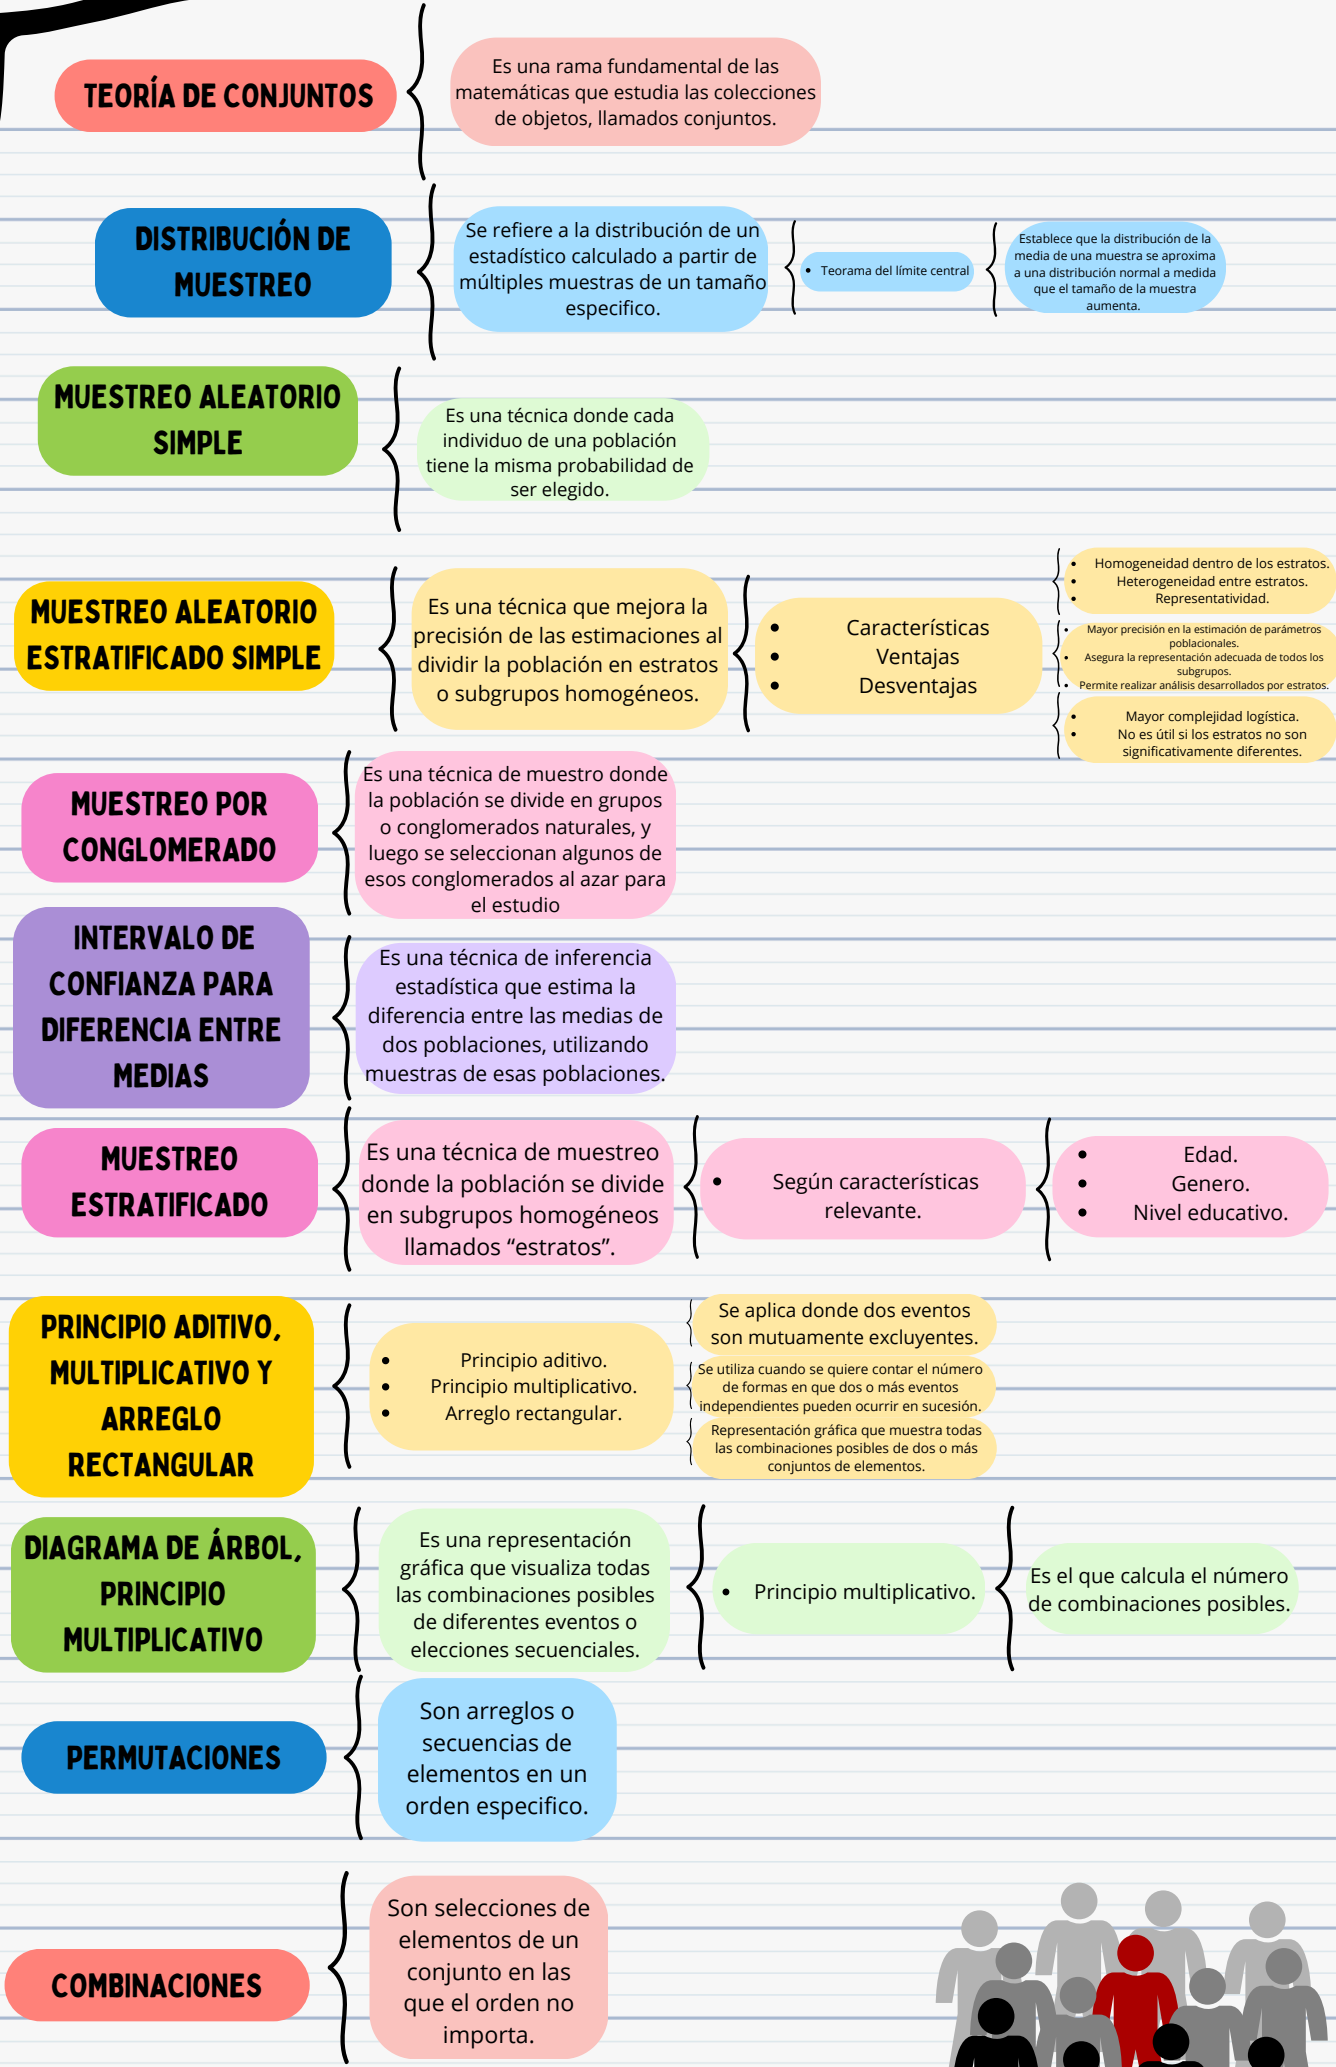 TEORÍA DE CONJUNTOS
Es una rama fundamental de las
matemáticas que estudia las colecciones
de objetos, llamados conjuntos.
DISTRIBUCIÓN DE
MUESTREO
Se refiere a la distribución de un
estadístico calculado a partir de
múltiples muestras de un tamaño
especifico.
• Teorama del límite central
Establece que la distribución de la
media de una muestra se aproxima
a una distribución normal a medida
que el tamaño de la muestra
aumenta.
MUESTREO ALEATORIO
SIMPLE
Es una técnica donde cada
individuo de una población
tiene la misma probabilidad de
ser elegido.
MUESTREO ALEATORIO
ESTRATIFICADO SIMPLE
Es una técnica que mejora la
precisión de las estimaciones al
dividir la población en estratos
o subgrupos homogéneos.
• Características
• Ventajas
• Desventajas
• Homogeneidad dentro de los estratos.
• Heterogeneidad entre estratos.
• Representatividad.
• Mayor precisión en la estimación de parámetros
poblacionales.
• Asegura la representación adecuada de todos los
subgrupos.
• Permite realizar análisis desarrollados por estratos.
• Mayor complejidad logística.
• No es útil si los estratos no son
significativamente diferentes.
MUESTREO POR
CONGLOMERADO
Es una técnica de muestro donde
la población se divide en grupos
o conglomerados naturales, y
luego se seleccionan algunos de
esos conglomerados al azar para
el estudio
INTERVALO DE
CONFIANZA PARA
DIFERENCIA ENTRE
MEDIAS
Es una técnica de inferencia
estadística que estima la
diferencia entre las medias de
dos poblaciones, utilizando
muestras de esas poblaciones.
MUESTREO
ESTRATIFICADO
Es una técnica de muestreo
donde la población se divide
en subgrupos homogéneos
llamados “estratos”.
• Según características
relevante.
• Edad.
• Genero.
• Nivel educativo.
PRINCIPIO ADITIVO,
MULTIPLICATIVO Y
ARREGLO
RECTANGULAR
• Principio aditivo.
• Principio multiplicativo.
• Arreglo rectangular.
Se aplica donde dos eventos
son mutuamente excluyentes.
Se utiliza cuando se quiere contar el número
de formas en que dos o más eventos
independientes pueden ocurrir en sucesión.
Representación gráfica que muestra todas
las combinaciones posibles de dos o más
conjuntos de elementos.
DIAGRAMA DE ÁRBOL,
PRINCIPIO
MULTIPLICATIVO
Es una representación
gráfica que visualiza todas
las combinaciones posibles
de diferentes eventos o
elecciones secuenciales.
• Principio multiplicativo.
Es el que calcula el número
de combinaciones posibles.
PERMUTACIONES
Son arreglos o
secuencias de
elementos en un
orden especifico.
COMBINACIONES
Son selecciones de
elementos de un
conjunto en las
que el orden no
importa.